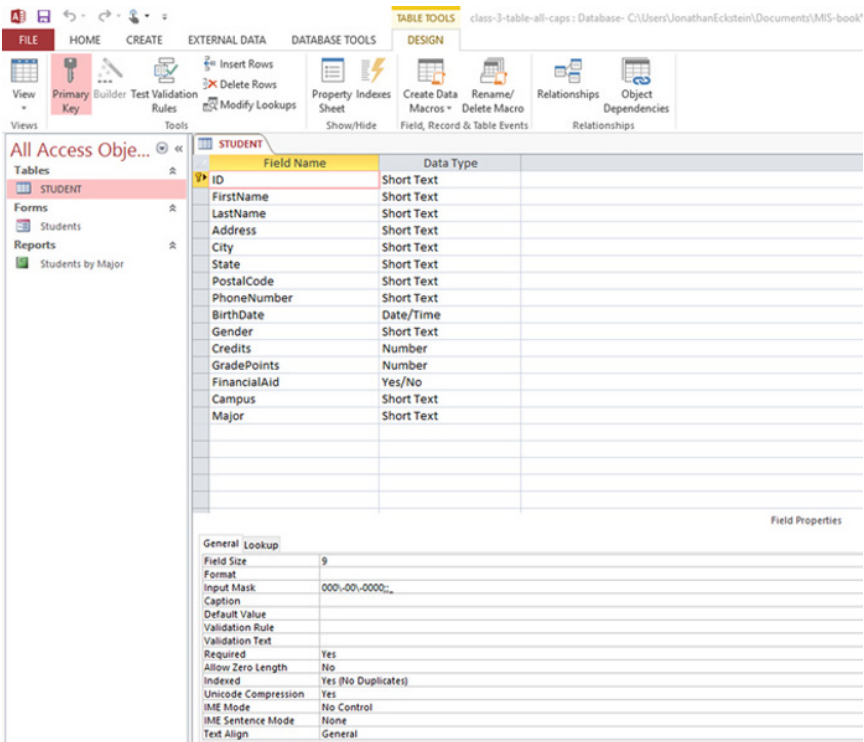 TABLE TOOLS class-3-table-all-caps : Database- C:\Users\JonathanEckstein\Documents\MIS-book\
FILE HOME CREATE EXTERNAL DATA DATABASE TOOLS DESIGN
View
Primary Key
Builder
Test Validation Rules
Insert Rows
Delete Rows
Modify Lookups
Property Sheet
Indexes
Create Data Macros
Rename/ Delete Macro
Relationships
Object Dependencies
Views Tools Show/Hide Field, Record & Table Events Relationships
All Access Obje...
Tables
STUDENT
Forms
Students
Reports
Students by Major
STUDENT
Field Name Data Type
ID Short Text
FirstName Short Text
LastName Short Text
Address Short Text
City Short Text
State Short Text
PostalCode Short Text
PhoneNumber Short Text
BirthDate Date/Time
Gender Short Text
Credits Number
GradePoints Number
FinancialAid Yes/No
Campus Short Text
Major Short Text
Field Properties
General Lookup
Field Size 9
Format
Input Mask 000\-00\-0000;;_
Caption
Default Value
Validation Rule
Validation Text
Required Yes
Allow Zero Length No
Indexed Yes (No Duplicates)
Unicode Compression Yes
IME Mode No Control
IME Sentence Mode None
Text Align General